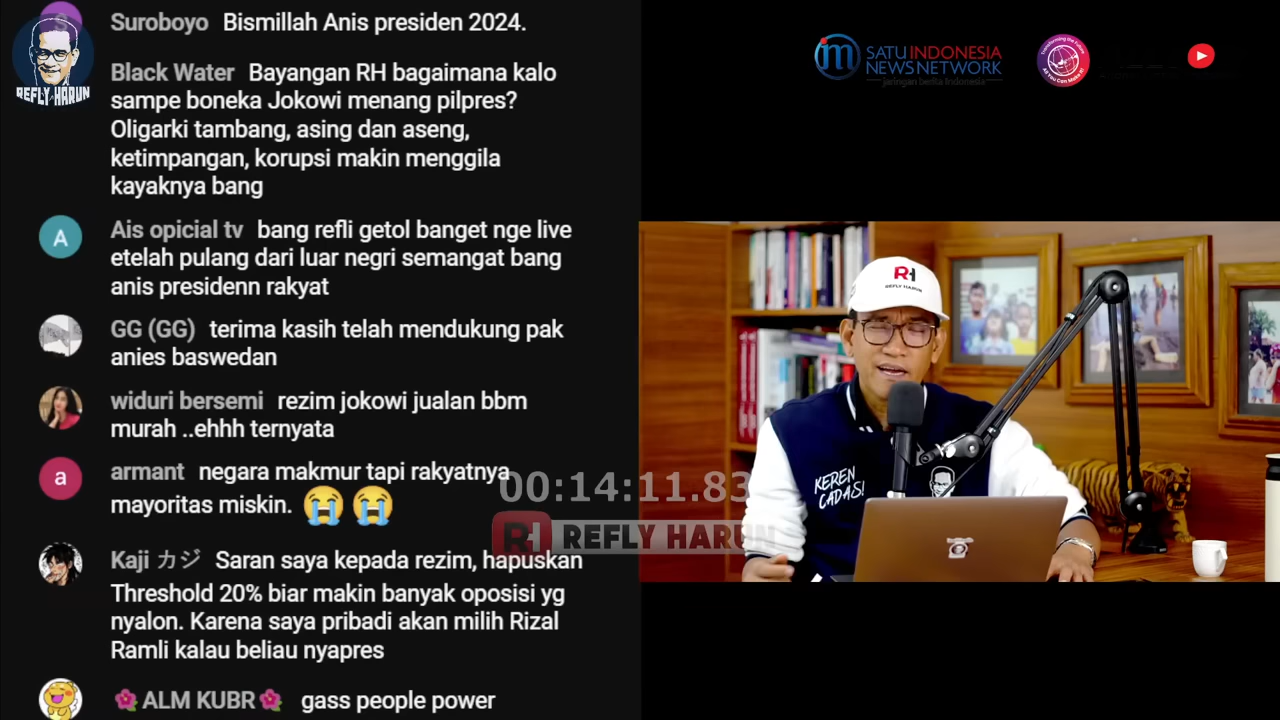 Suroboyo Bismillah Anis presiden 2024.
Black Water Bayangan RH bagaimana kalo
sampe boneka Jokowi menang pilpres?
Oligarki tambang, asing dan aseng,
ketimpangan, korupsi makin menggila
kayaknya bang
A
Ais opicial tv bang refli getol banget nge live
etelah pulang dari luar negri semangat bang
anis presidenn rakyat
GG (GG) terima kasih telah mendukung pak
anies baswedan
widuri bersemi rezim jokowi jualan bbm
murah ..ehhh ternyata
a
armant negara makmur tapi rakyatnya
mayoritas miskin. 😭😭
Kaji カジ Saran saya kepada rezim, hapuskan
Threshold 20% biar makin banyak oposisi yg
nyalon. Karena saya pribadi akan milih Rizal
Ramli kalau beliau nyapres
🌺ALM KUBR🌺 gass people power
REFLY HARUN
00:14:11.83
RH REFLY HARUN
SATU INDONESIA
NEWS NETWORK
jaringan berita Indonesia
RH
REFLY HARUN
KEREN
CADAS!